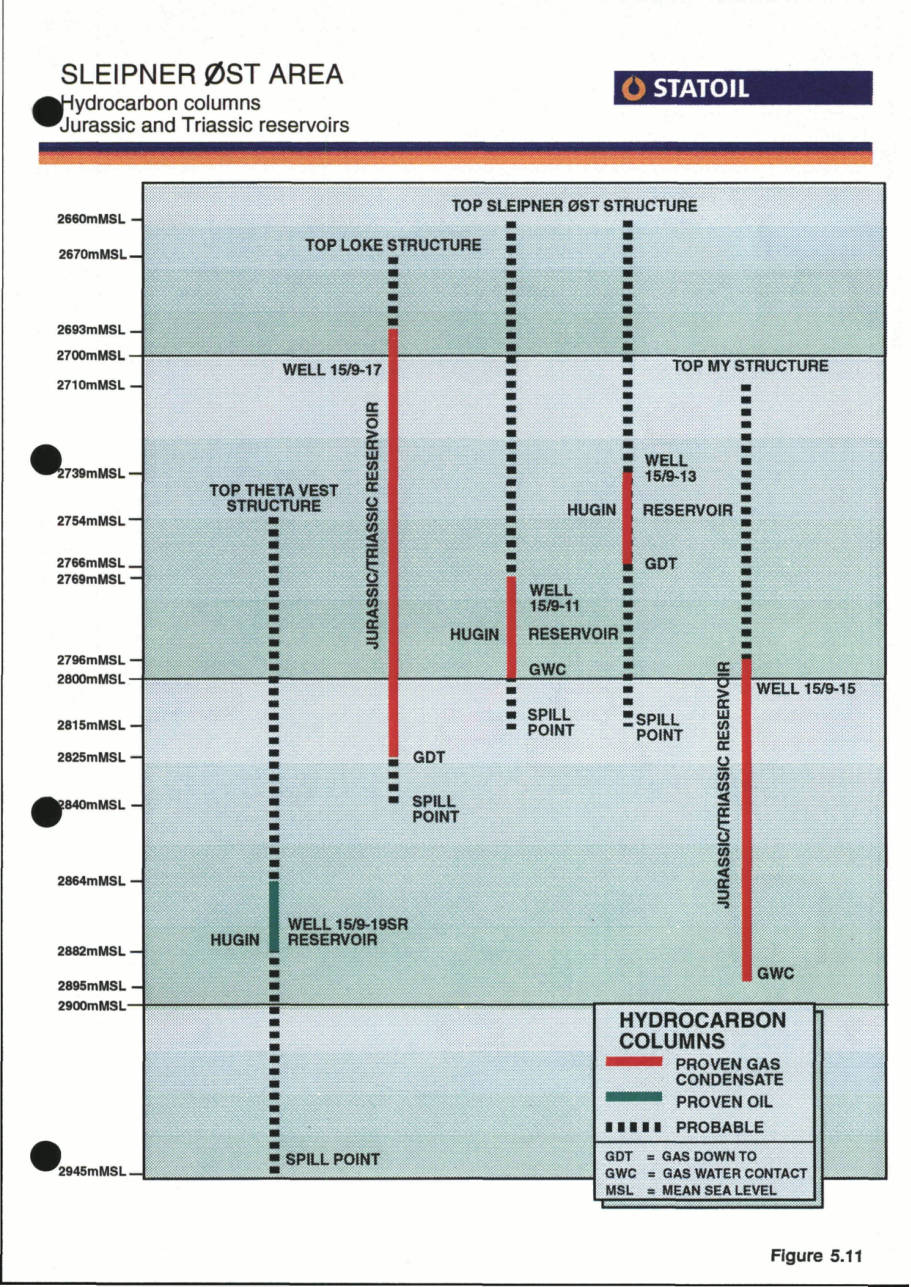 SLEIPNER ØST AREA
Hydrocarbon columns
Jurassic and Triassic reservoirs
STATOIL
2660mMSL
2670mMSL
2693mMSL
2700mMSL
2710mMSL
2739mMSL
2754mMSL
2766mMSL
2769mMSL
2796mMSL
2800mMSL
2815mMSL
2825mMSL
2840mMSL
2864mMSL
2882mMSL
2895mMSL
2900mMSL
2945mMSL
TOP THETA VEST
STRUCTURE
HUGIN
WELL 15/9-19SR
RESERVOIR
SPILL POINT
TOP LOKE STRUCTURE
WELL 15/9-17
JURASSIC/TRIASSIC RESERVOIR
GDT
SPILL
POINT
TOP SLEIPNER ØST STRUCTURE
WELL
15/9-11
HUGIN
RESERVOIR
GWC
SPILL
POINT
WELL
15/9-13
HUGIN
RESERVOIR
GDT
SPILL
POINT
TOP MY STRUCTURE
WELL 15/9-15
JURASSIC/TRIASSIC RESERVOIR
GWC
HYDROCARBON
COLUMNS
PROVEN GAS
CONDENSATE
PROVEN OIL
PROBABLE
GDT = GAS DOWN TO
GWC = GAS WATER CONTACT
MSL = MEAN SEA LEVEL
Figure 5.11